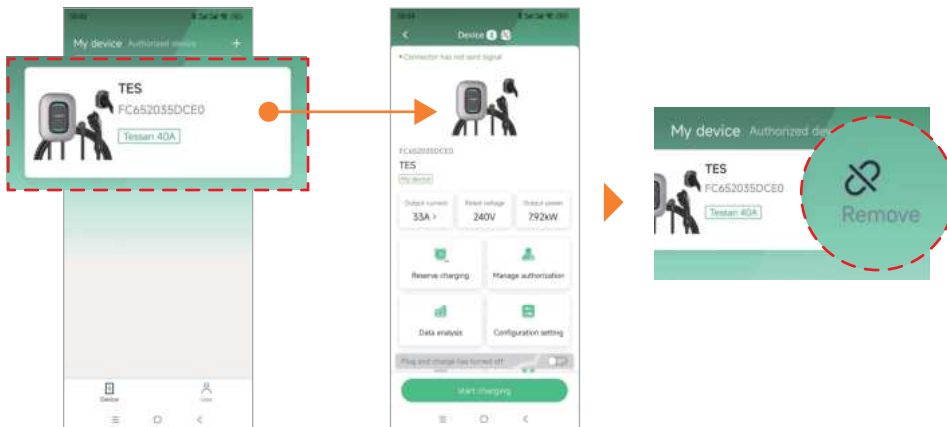 My device Authorized device +
TES
FC652035DCE0
Tessan 40A
Device
User
Device
Connector has not sent signal
FC652035DCE0
TES
My device
Output current
33A >
Rated voltage
240V
Output power
7.92kW
Reserve charging
Manage authorization
Data analysis
Configuration setting
Plug and charge has turned off
Start charging
My device Authorized
TES
FC652035DCE0
Tessan 40A
Remove